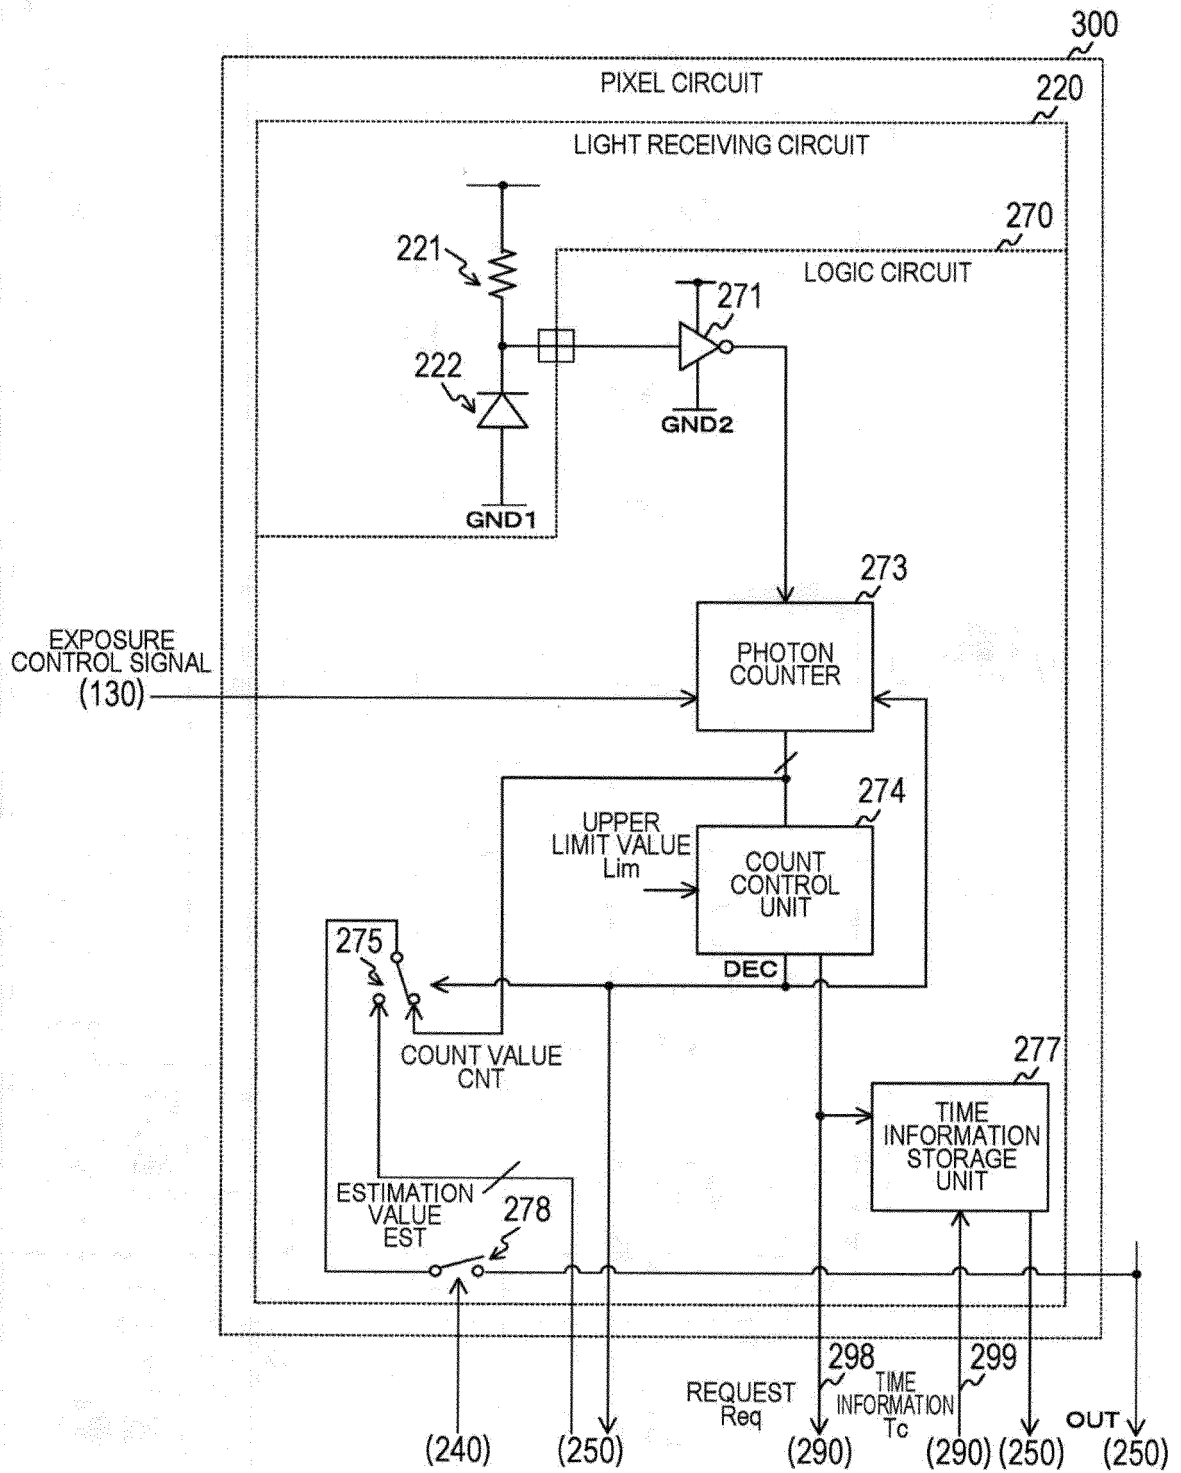 300
PIXEL CIRCUIT
220
LIGHT RECEIVING CIRCUIT
270
LOGIC CIRCUIT
221
271
222
GND2
GND1
273
EXPOSURE
CONTROL SIGNAL
(130)
PHOTON
COUNTER
274
UPPER
LIMIT VALUE
Lim
COUNT
CONTROL
UNIT
275
DEC
COUNT VALUE
CNT
277
TIME
INFORMATION
STORAGE
UNIT
ESTIMATION
VALUE
EST
278
298
299
REQUEST
Req
TIME
INFORMATION
Tc
OUT
(240)
(250)
(290)
(290)
(250)
(250)